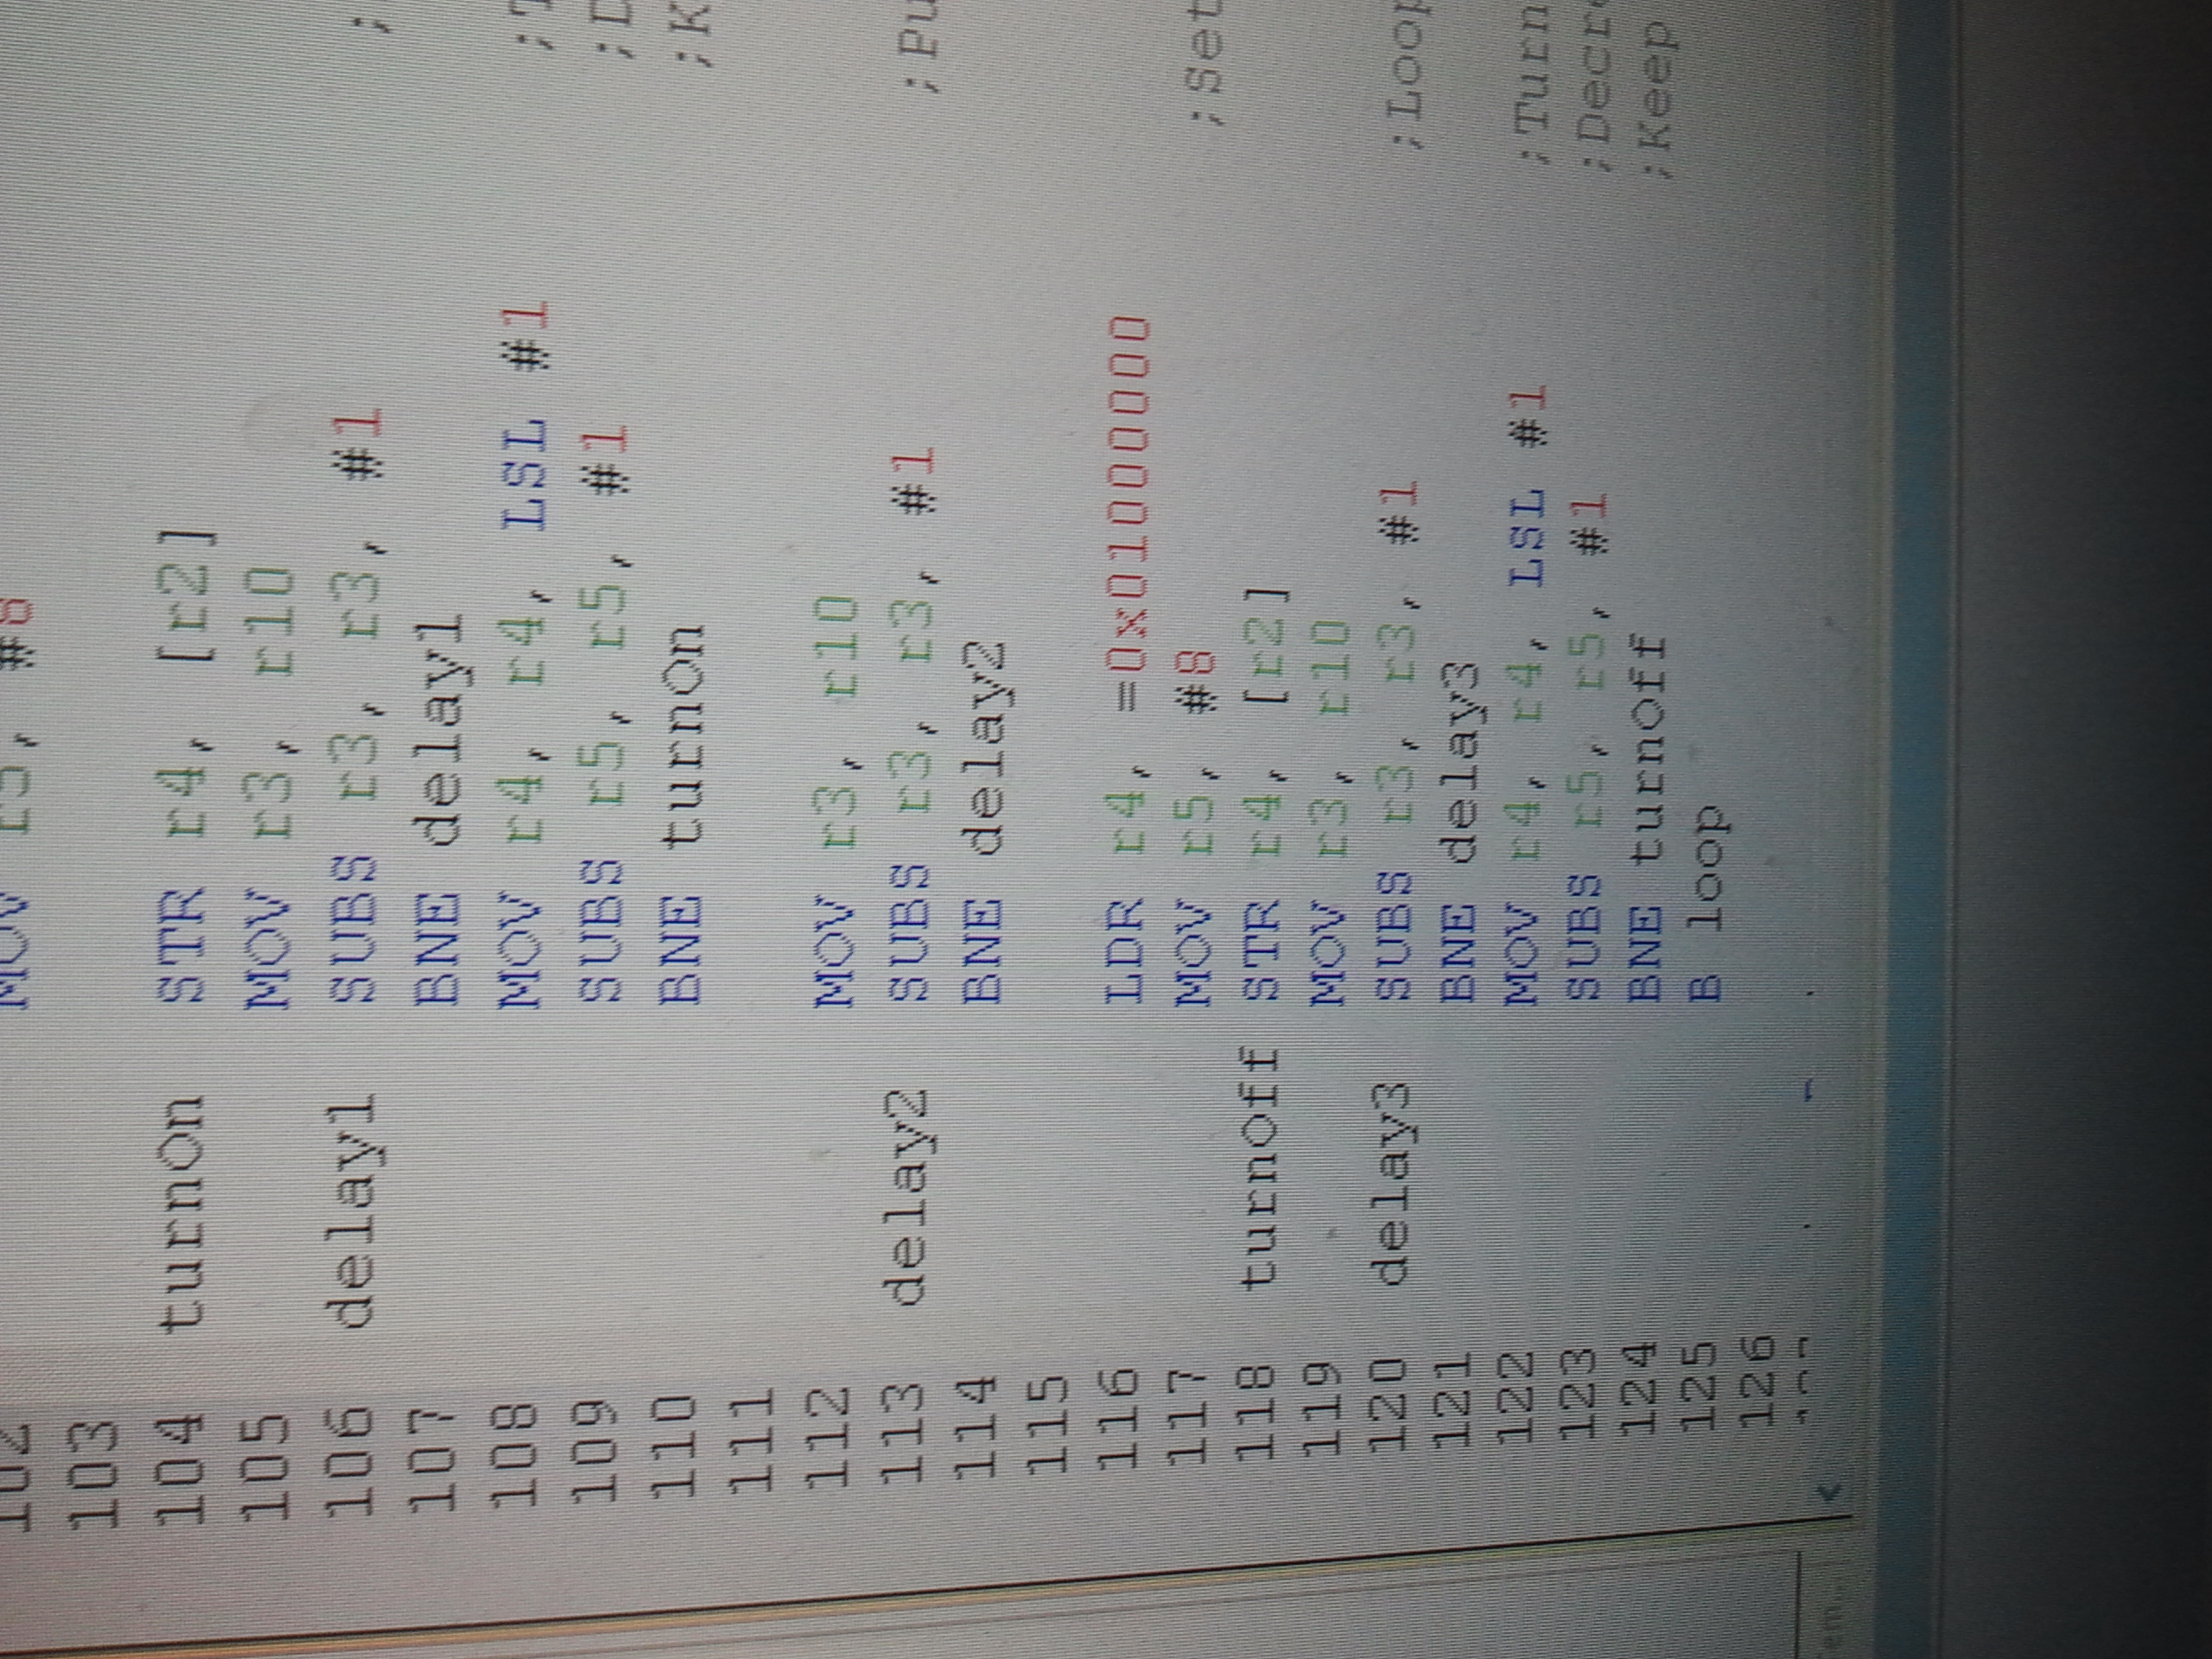 102 MOV r5, #8
103
104 turnOn STR r4, [r2]
105 MOV r3, r10
106 delay1 SUBS r3, r3, #1 ;
107 BNE delay1
108 MOV r4, r4, LSL #1 ;T
109 SUBS r5, r5, #1 ;D
110 BNE turnOn ;K
111
112 MOV r3, r10
113 delay2 SUBS r3, r3, #1 ;Pu
114 BNE delay2
115
116 LDR r4, =0x01000000
117 MOV r5, #8 ;Set
118 turnOff STR r4, [r2]
119 MOV r3, r10
120 delay3 SUBS r3, r3, #1 ;Loop
121 BNE delay3
122 MOV r4, r4, LSL #1 ;Turn
123 SUBS r5, r5, #1 ;Decre
124 BNE turnOff ;Keep
125 B loop
126
em...